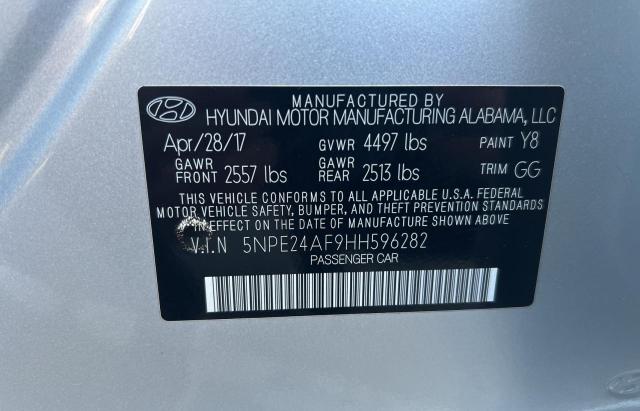 MANUFACTURED BY
HYUNDAI MOTOR MANUFACTURING ALABAMA, LLC
Apr/28/17 GVWR 4497 lbs PAINT Y8
GAWR FRONT 2557 lbs GAWR REAR 2513 lbs TRIM GG
THIS VEHICLE CONFORMS TO ALL APPLICABLE U.S.A. FEDERAL
MOTOR VEHICLE SAFETY, BUMPER, AND THEFT PREVENTION STANDARDS
IN EFFECT ON THE DATE OF MANUFACTURE SHOWN ABOVE
V.I.N 5NPE24AF9HH596282
PASSENGER CAR